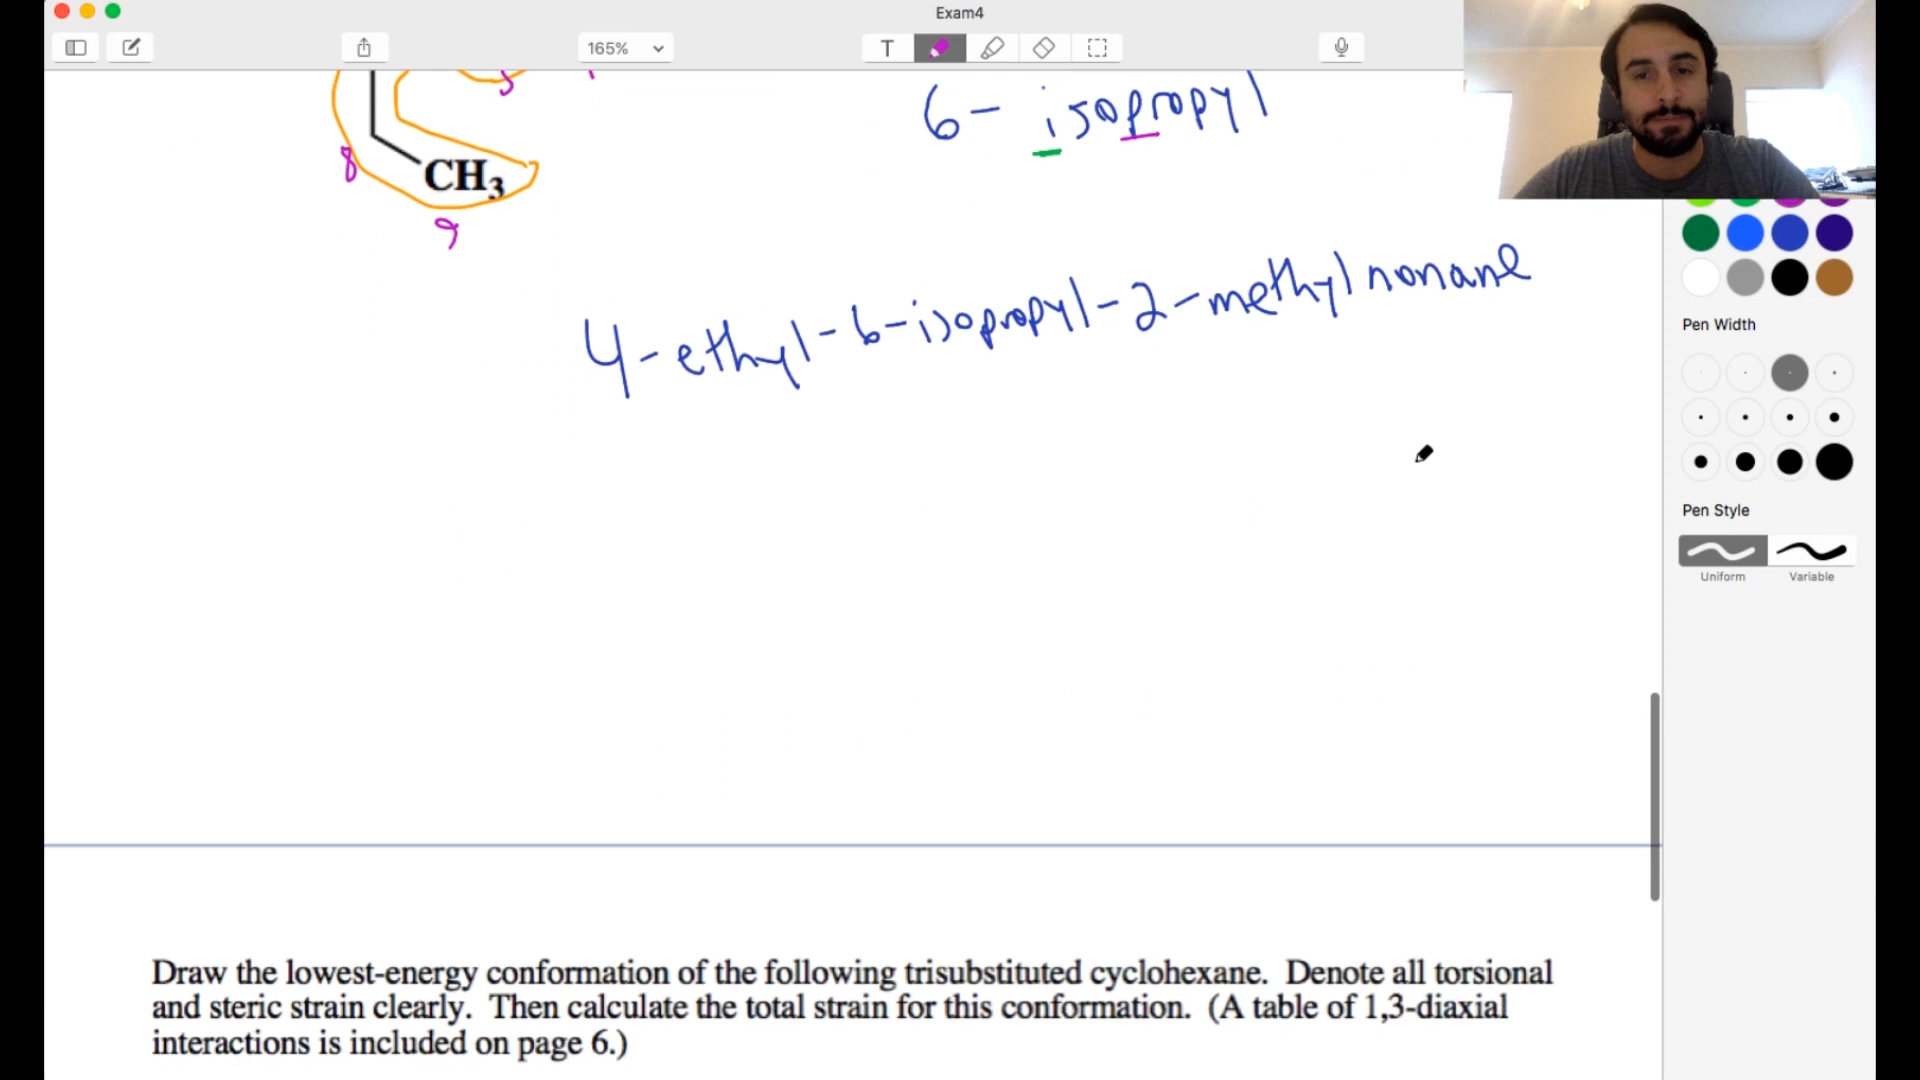 Exam4
165%
T
5
6- isopropyl
8
CH3
9
4-ethyl-6-isopropyl-2-methylnonane
Pen Width
Pen Style
Uniform
Variable
Draw the lowest-energy conformation of the following trisubstituted cyclohexane. Denote all torsional
and steric strain clearly. Then calculate the total strain for this conformation. (A table of 1,3-diaxial
interactions is included on page 6.)